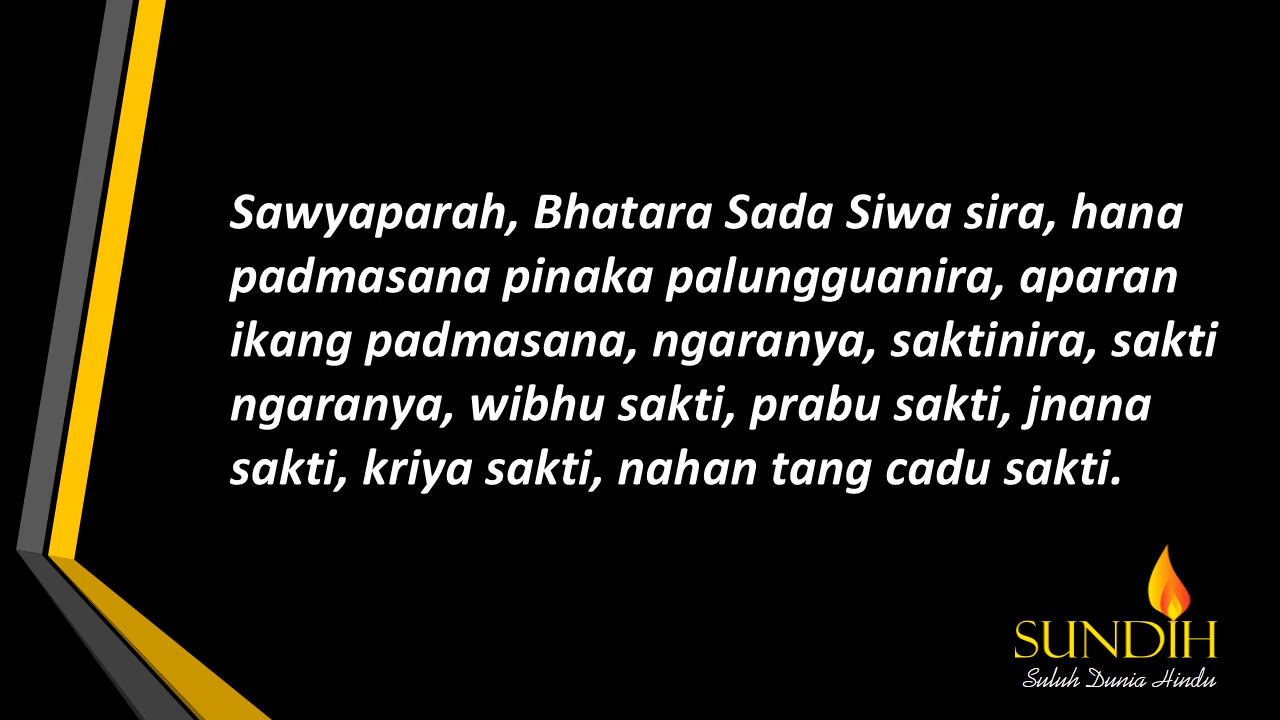 Sawyaparah, Bhatara Sada Siwa sira, hana
padmasana pinaka palungguanira, aparan
ikang padmasana, ngaranya, saktinira, sakti
ngaranya, wibhu sakti, prabu sakti, jnana
sakti, kriya sakti, nahan tang cadu sakti.
SUNDIH
Suluh Dunia Hindu